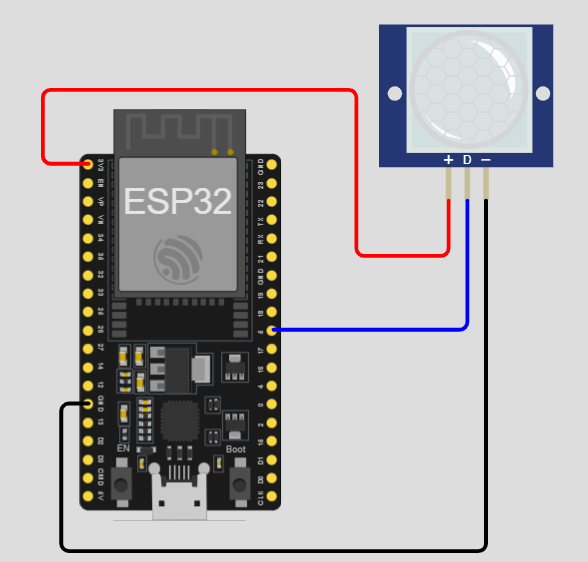 + D −
ESP32
3V3
EN
VP
VN
34
35
32
33
25
26
27
14
12
GND
13
D2
D3
CMD
5V
GND
23
22
TX
RX
21
GND
19
18
5
17
16
4
0
2
15
D1
D0
CLK
EN
Boot